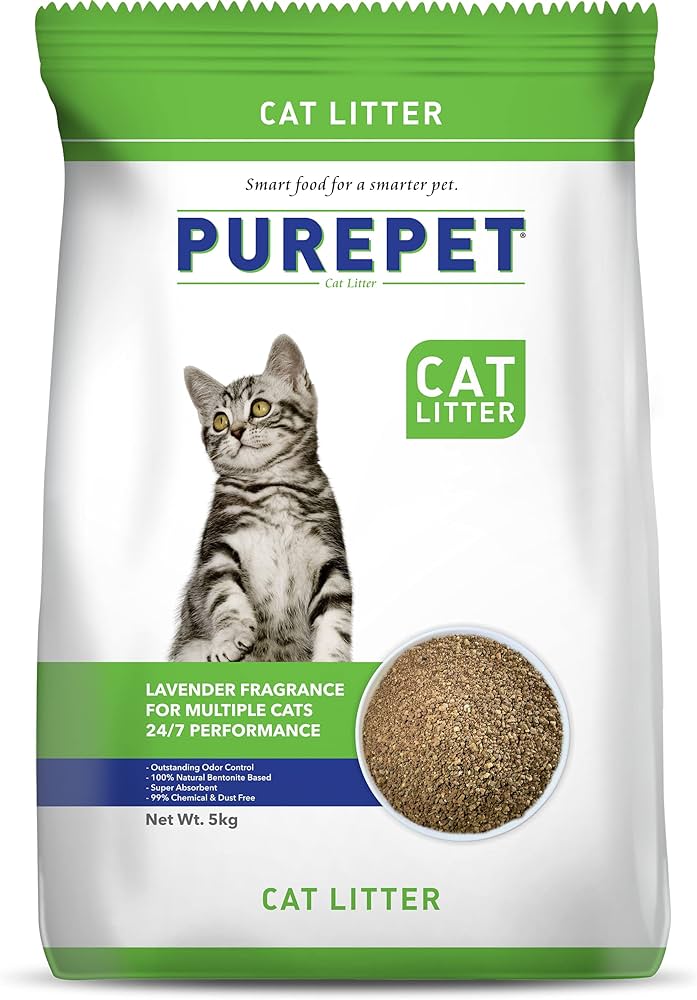 CAT LITTER
Smart food for a smarter pet.
PUREPET®
Cat Litter
CAT
LITTER
LAVENDER FRAGRANCE
FOR MULTIPLE CATS
24/7 PERFORMANCE
- Outstanding Odor Control
- 100% Natural Bentonite Based
- Super Absorbent
- 99% Chemical & Dust Free
Net Wt. 5kg
CAT LITTER